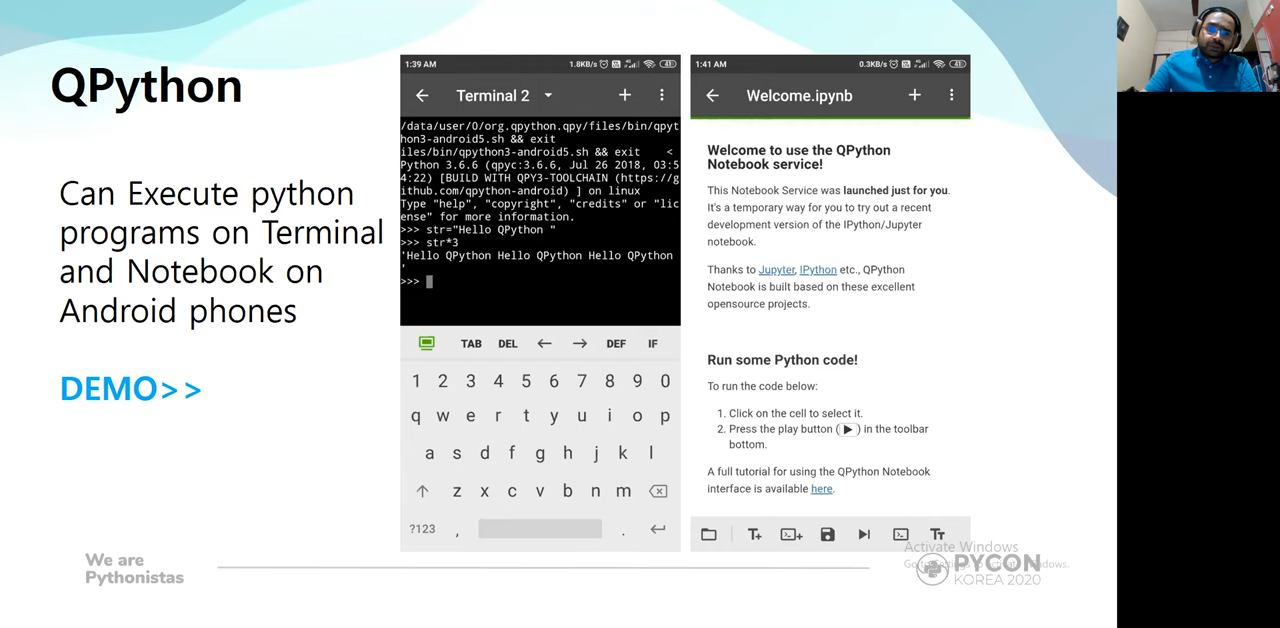 QPython
Can Execute python
programs on Terminal
and Notebook on
Android phones
DEMO>>
1:39 AM
1.8KB/s
41
Terminal 2
/data/user/0/org.qpython.qpy/files/bin/qpyt
hon3-android5.sh && exit
iles/bin/qpython3-android5.sh && exit <
Python 3.6.6 (qpyc:3.6.6, Jul 26 2018, 03:5
4:22) [BUILD WITH QPY3-TOOLCHAIN (https://g
ithub.com/qpython-android) ] on linux
Type "help", "copyright", "credits" or "lic
ense" for more information.
>>> str="Hello QPython "
>>> str*3
'Hello QPython Hello QPython Hello QPython
'
>>>
TAB DEL ← → DEF IF
1 2 3 4 5 6 7 8 9 0
q w e r t y u i o p
a s d f g h j k l
z x c v b n m
?123 , .
1:41 AM
0.3KB/s
41
Welcome.ipynb
Welcome to use the QPython
Notebook service!
This Notebook Service was launched just for you.
It's a temporary way for you to try out a recent
development version of the IPython/Jupyter
notebook.
Thanks to Jupyter, IPython etc., QPython
Notebook is built based on these excellent
opensource projects.
Run some Python code!
To run the code below:
1. Click on the cell to select it.
2. Press the play button (▶) in the toolbar
bottom.
A full tutorial for using the QPython Notebook
interface is available here.
We are
Pythonistas
Activate Windows
PYCON
KOREA 2020